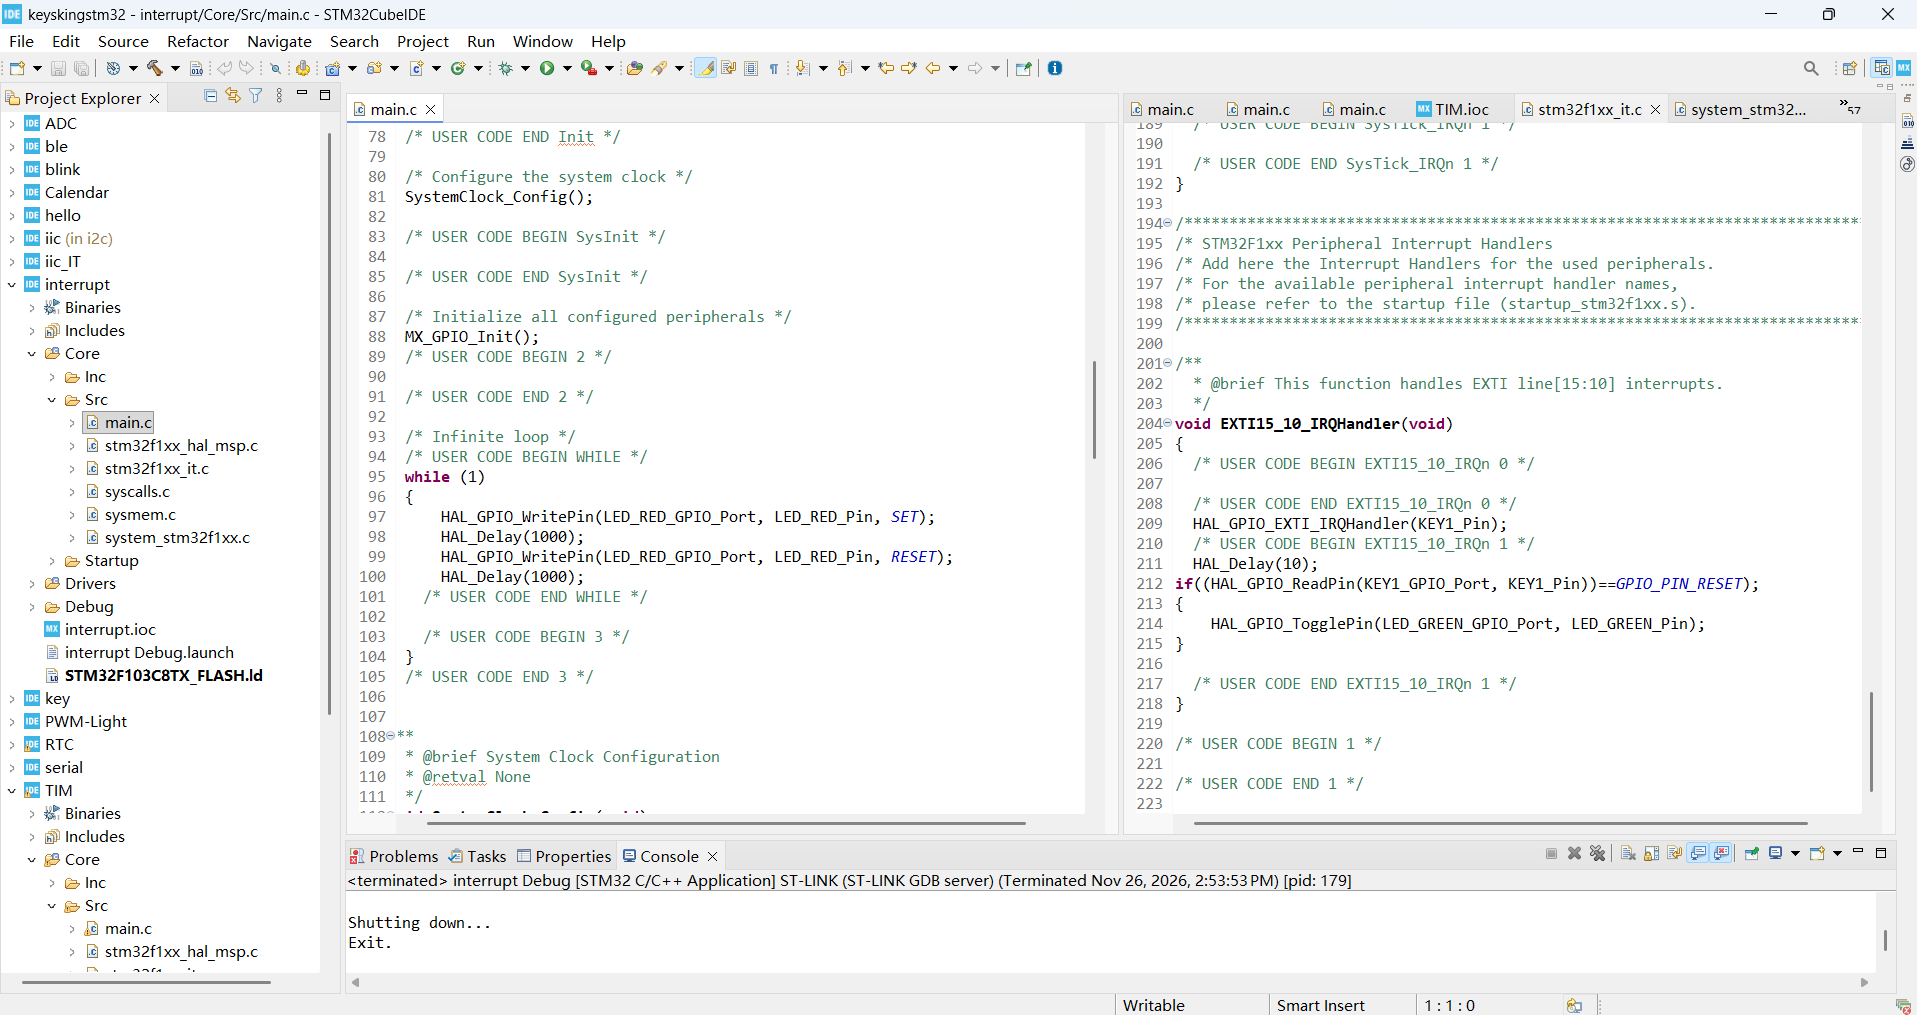 keyskingstm32 - interrupt/Core/Src/main.c - STM32CubeIDE
File Edit Source Refactor Navigate Search Project Run Window Help
Project Explorer
ADC
ble
blink
Calendar
hello
iic (in i2c)
iic_IT
interrupt
Binaries
Includes
Core
Inc
Src
main.c
stm32f1xx_hal_msp.c
stm32f1xx_it.c
syscalls.c
sysmem.c
system_stm32f1xx.c
Startup
Drivers
Debug
interrupt.ioc
interrupt Debug.launch
STM32F103C8TX_FLASH.ld
key
PWM-Light
RTC
serial
TIM
Binaries
Includes
Core
Inc
Src
main.c
stm32f1xx_hal_msp.c
main.c
78 /* USER CODE END Init */
79
80 /* Configure the system clock */
81 SystemClock_Config();
82
83 /* USER CODE BEGIN SysInit */
84
85 /* USER CODE END SysInit */
86
87 /* Initialize all configured peripherals */
88 MX_GPIO_Init();
89 /* USER CODE BEGIN 2 */
90
91 /* USER CODE END 2 */
92
93 /* Infinite loop */
94 /* USER CODE BEGIN WHILE */
95 while (1)
96 {
97 HAL_GPIO_WritePin(LED_RED_GPIO_Port, LED_RED_Pin, SET);
98 HAL_Delay(1000);
99 HAL_GPIO_WritePin(LED_RED_GPIO_Port, LED_RED_Pin, RESET);
100 HAL_Delay(1000);
101 /* USER CODE END WHILE */
102
103 /* USER CODE BEGIN 3 */
104 }
105 /* USER CODE END 3 */
106
107
108 **
109 * @brief System Clock Configuration
110 * @retval None
111 */
main.c main.c main.c TIM.ioc stm32f1xx_it.c system_stm32... »57
189 /* USER CODE BEGIN SysTick_IRQn 1 */
190
191 /* USER CODE END SysTick_IRQn 1 */
192 }
193
194 /******************************************************************************
195 /* STM32F1xx Peripheral Interrupt Handlers
196 /* Add here the Interrupt Handlers for the used peripherals.
197 /* For the available peripheral interrupt handler names,
198 /* please refer to the startup file (startup_stm32f1xx.s).
199 /******************************************************************************
200
201 /**
202 * @brief This function handles EXTI line[15:10] interrupts.
203 */
204 void EXTI15_10_IRQHandler(void)
205 {
206 /* USER CODE BEGIN EXTI15_10_IRQn 0 */
207
208 /* USER CODE END EXTI15_10_IRQn 0 */
209 HAL_GPIO_EXTI_IRQHandler(KEY1_Pin);
210 /* USER CODE BEGIN EXTI15_10_IRQn 1 */
211 HAL_Delay(10);
212 if((HAL_GPIO_ReadPin(KEY1_GPIO_Port, KEY1_Pin))==GPIO_PIN_RESET);
213 {
214 HAL_GPIO_TogglePin(LED_GREEN_GPIO_Port, LED_GREEN_Pin);
215 }
216
217 /* USER CODE END EXTI15_10_IRQn 1 */
218 }
219
220 /* USER CODE BEGIN 1 */
221
222 /* USER CODE END 1 */
223
Problems Tasks Properties Console
<terminated> interrupt Debug [STM32 C/C++ Application] ST-LINK (ST-LINK GDB server) (Terminated Nov 26, 2026, 2:53:53 PM) [pid: 179]
Shutting down...
Exit.
Writable Smart Insert 1 : 1 : 0